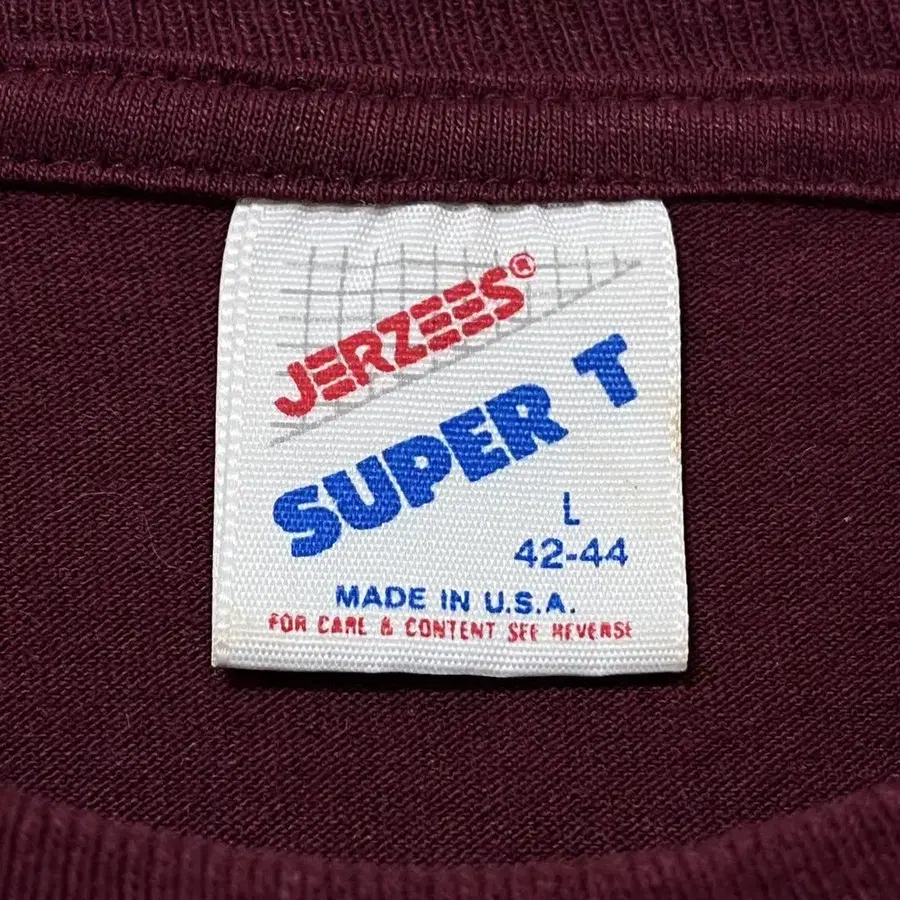 JERZEES®
SUPER T
L
42-44
MADE IN U.S.A.
FOR CARE & CONTENT SEE REVERSE